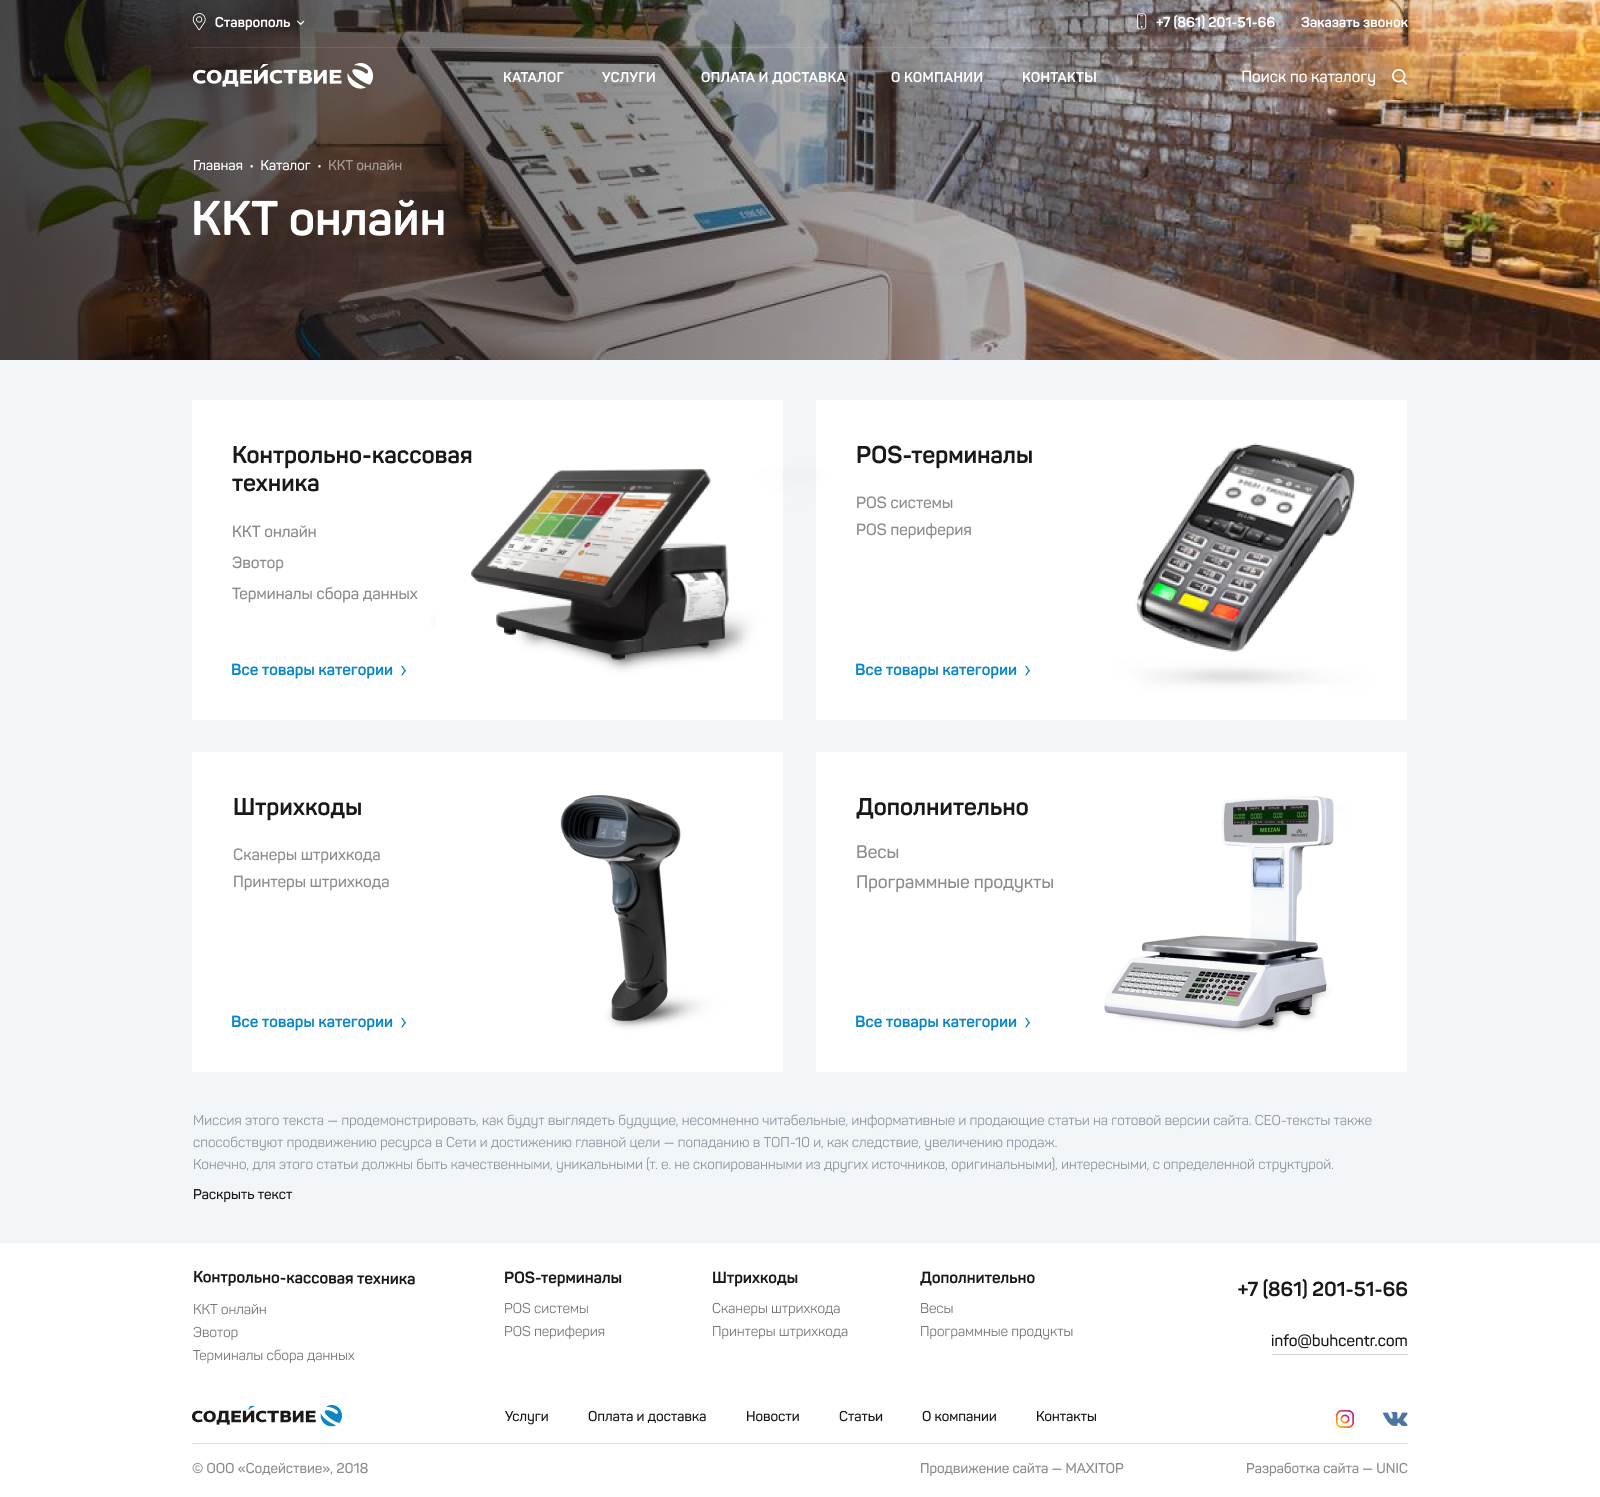 Ставрополь
+7 (861) 201-51-66
Заказать звонок
СОДЕЙСТВИЕ
КАТАЛОГ
УСЛУГИ
ОПЛАТА И ДОСТАВКА
О КОМПАНИИ
КОНТАКТЫ
Поиск по каталогу
Главная • Каталог • ККТ онлайн
ККТ онлайн
shopify
Контрольно-кассовая
техника
ККТ онлайн
Эвотор
Терминалы сбора данных
Все товары категории
POS-терминалы
POS системы
POS периферия
Все товары категории
Штрихкоды
Сканеры штрихкода
Принтеры штрихкода
Все товары категории
Дополнительно
Весы
Программные продукты
Все товары категории
Миссия этого текста — продемонстрировать, как будут выглядеть будущие, несомненно читабельные, информативные и продающие статьи на готовой версии сайта. СЕО-тексты также
способствуют продвижению ресурса в Сети и достижению главной цели — попаданию в ТОП-10 и, как следствие, увеличению продаж.
Конечно, для этого статьи должны быть качественными, уникальными (т. е. не скопированными из других источников, оригинальными), интересными, с определенной структурой.
Раскрыть текст
Контрольно-кассовая техника
ККТ онлайн
Эвотор
Терминалы сбора данных
POS-терминалы
POS системы
POS периферия
Штрихкоды
Сканеры штрихкода
Принтеры штрихкода
Дополнительно
Весы
Программные продукты
+7 (861) 201-51-66
info@buhcentr.com
СОДЕЙСТВИЕ
Услуги
Оплата и доставка
Новости
Статьи
О компании
Контакты
© ООО «Содействие», 2018
Продвижение сайта — MAXITOP
Разработка сайта — UNIC